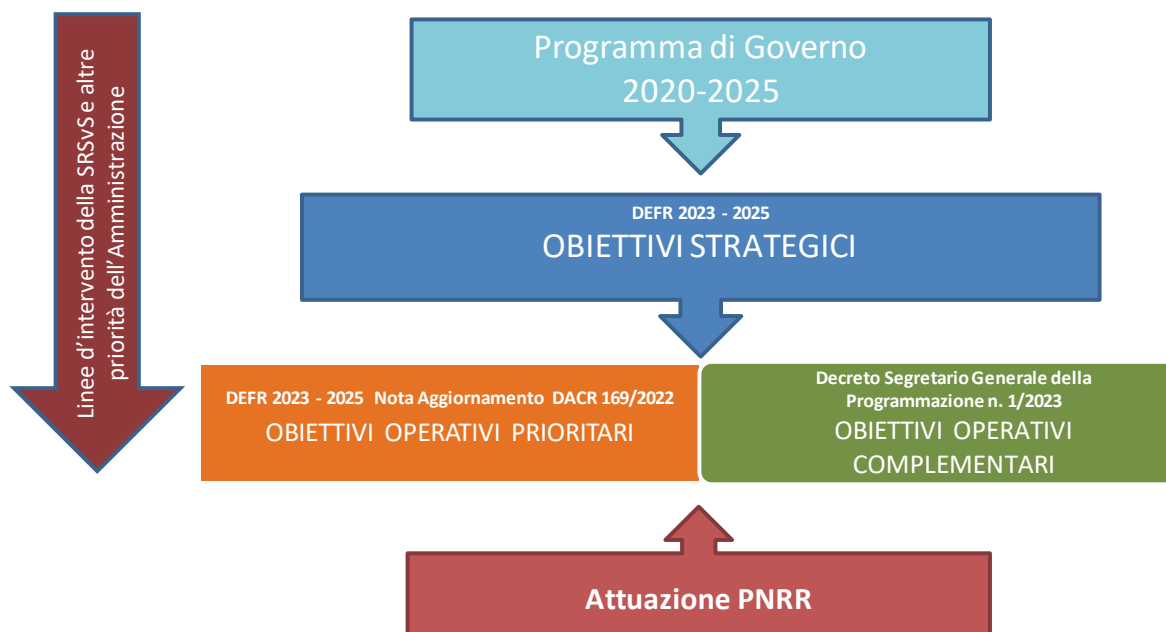 Linee d'intervento della SRSvS e altre
priorità dell'Amministrazione
Programma di Governo
2020-2025
DEFR 2023 - 2025
OBIETTIVI STRATEGICI
DEFR 2023 - 2025 Nota Aggiornamento DACR 169/2022
OBIETTIVI OPERATIVI PRIORITARI
Decreto Segretario Generale della
Programmazione n. 1/2023
OBIETTIVI OPERATIVI
COMPLEMENTARI
Attuazione PNRR